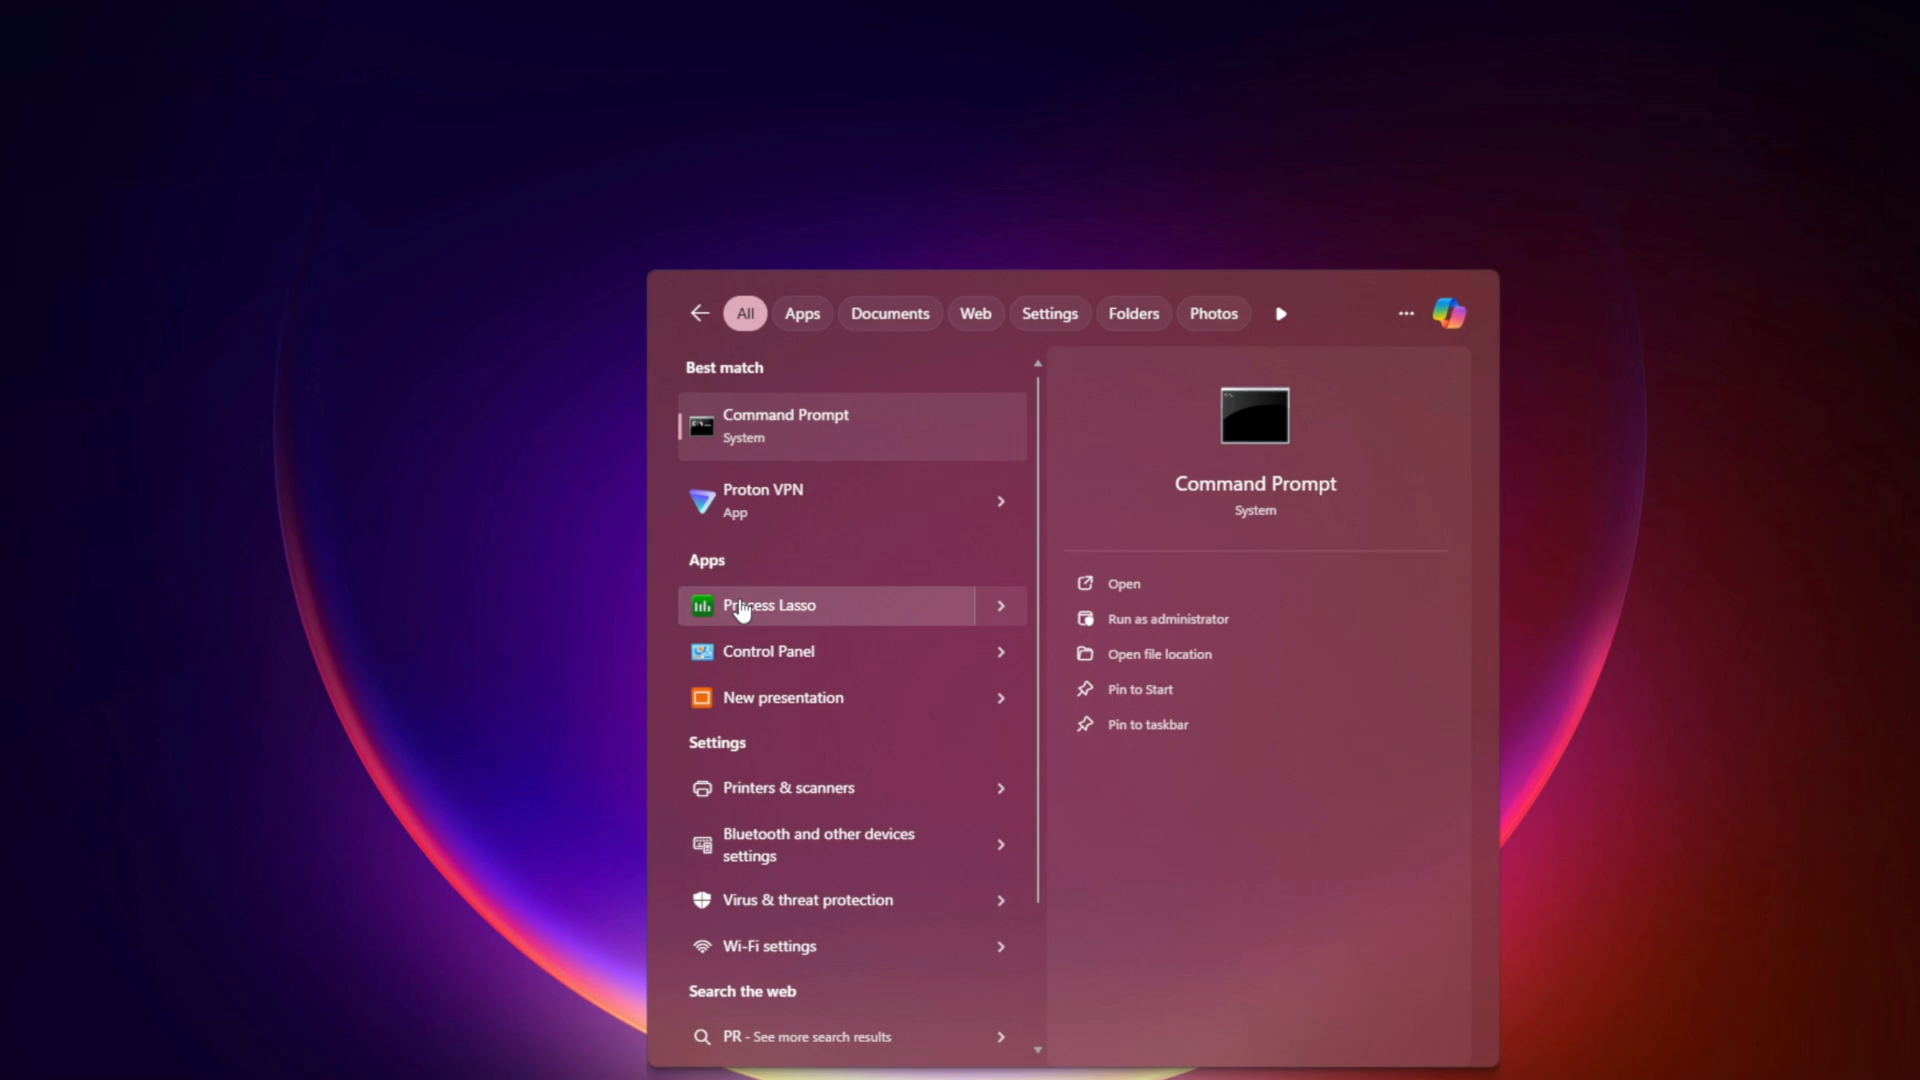 All Apps Documents Web Settings Folders Photos
Best match
Command Prompt
System
Proton VPN
App
Apps
Lasso
Control Panel
New presentation
Settings
Printers & scanners
Bluetooth and other devices
settings
Virus & threat protection
Wi-Fi settings
Search the web
PR - See more search results
Command Prompt
System
Open
Run as administrator
Open file location
Pin to Start
Pin to taskbar